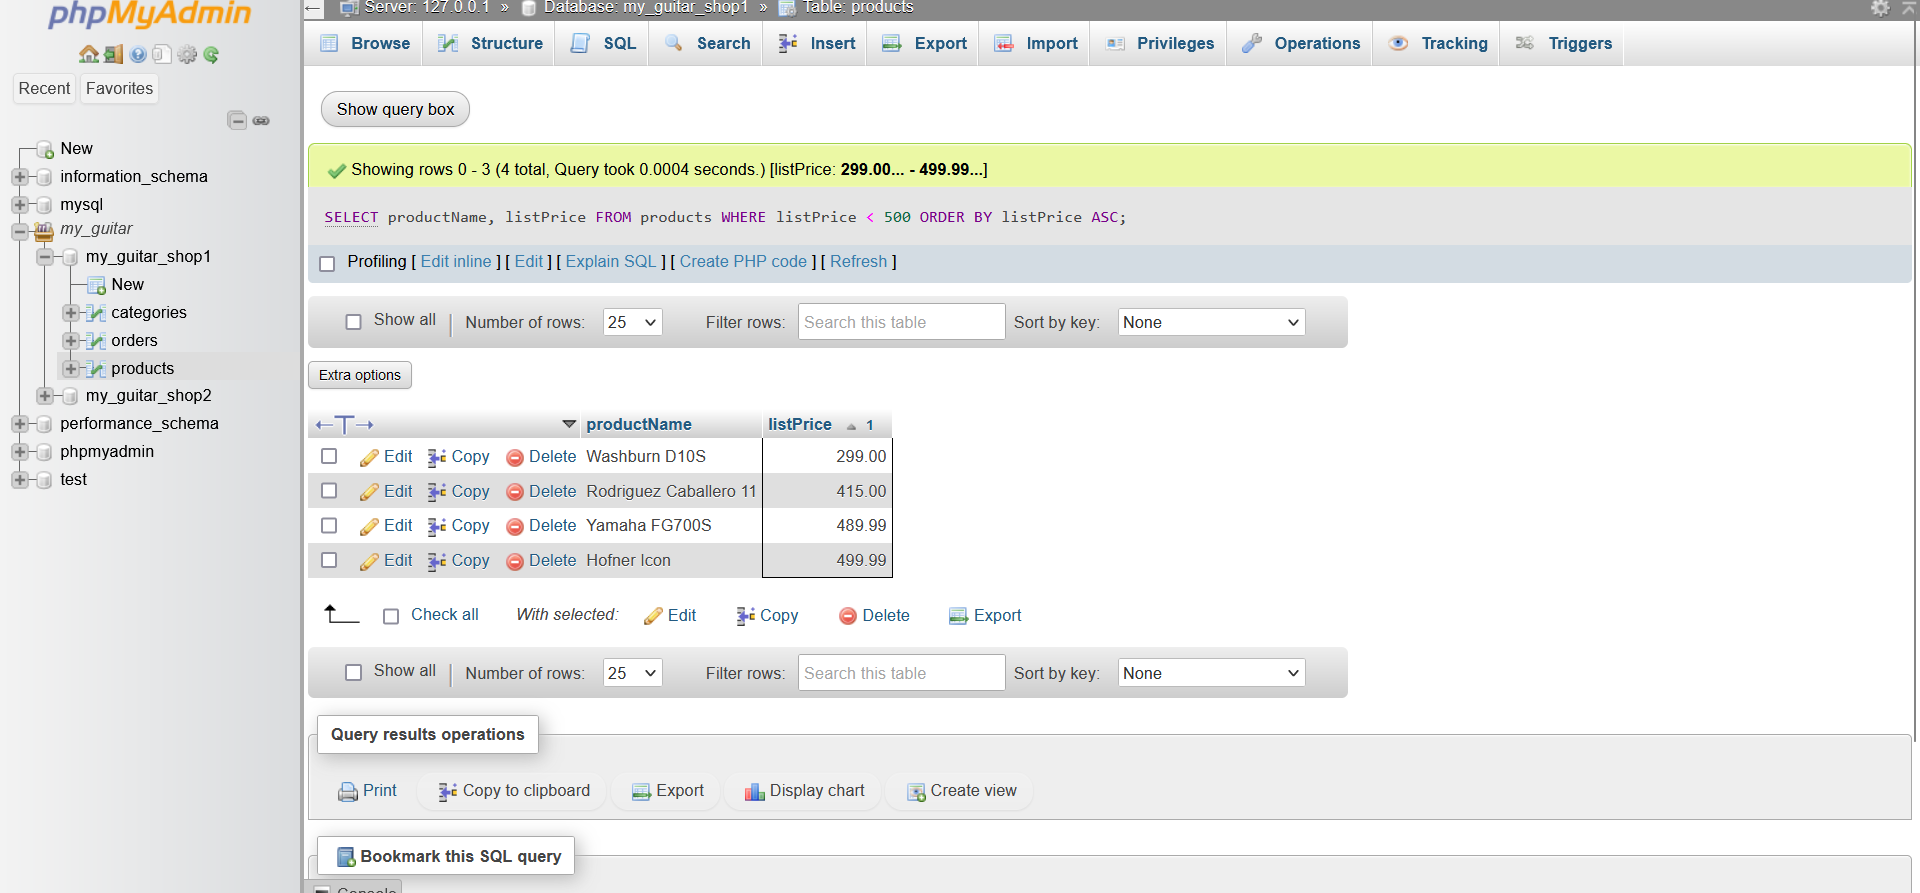 phpMyAdmin
Recent Favorites
New
information_schema
mysql
my_guitar
my_guitar_shop1
New
categories
orders
products
my_guitar_shop2
performance_schema
phpmyadmin
test
Server: 127.0.0.1 » Database: my_guitar_shop1 » Table: products
Browse Structure SQL Search Insert Export Import Privileges Operations Tracking Triggers
Show query box
Showing rows 0 - 3 (4 total, Query took 0.0004 seconds.) [listPrice: 299.00... - 499.99...]
SELECT productName, listPrice FROM products WHERE listPrice < 500 ORDER BY listPrice ASC;
Profiling [ Edit inline ] [ Edit ] [ Explain SQL ] [ Create PHP code ] [ Refresh ]
Show all | Number of rows: 25 Filter rows: Search this table Sort by key: None
Extra options
←T→ productName listPrice 1
Edit Copy Delete Washburn D10S 299.00
Edit Copy Delete Rodriguez Caballero 11 415.00
Edit Copy Delete Yamaha FG700S 489.99
Edit Copy Delete Hofner Icon 499.99
Check all With selected: Edit Copy Delete Export
Show all | Number of rows: 25 Filter rows: Search this table Sort by key: None
Query results operations
Print Copy to clipboard Export Display chart Create view
Bookmark this SQL query
Console